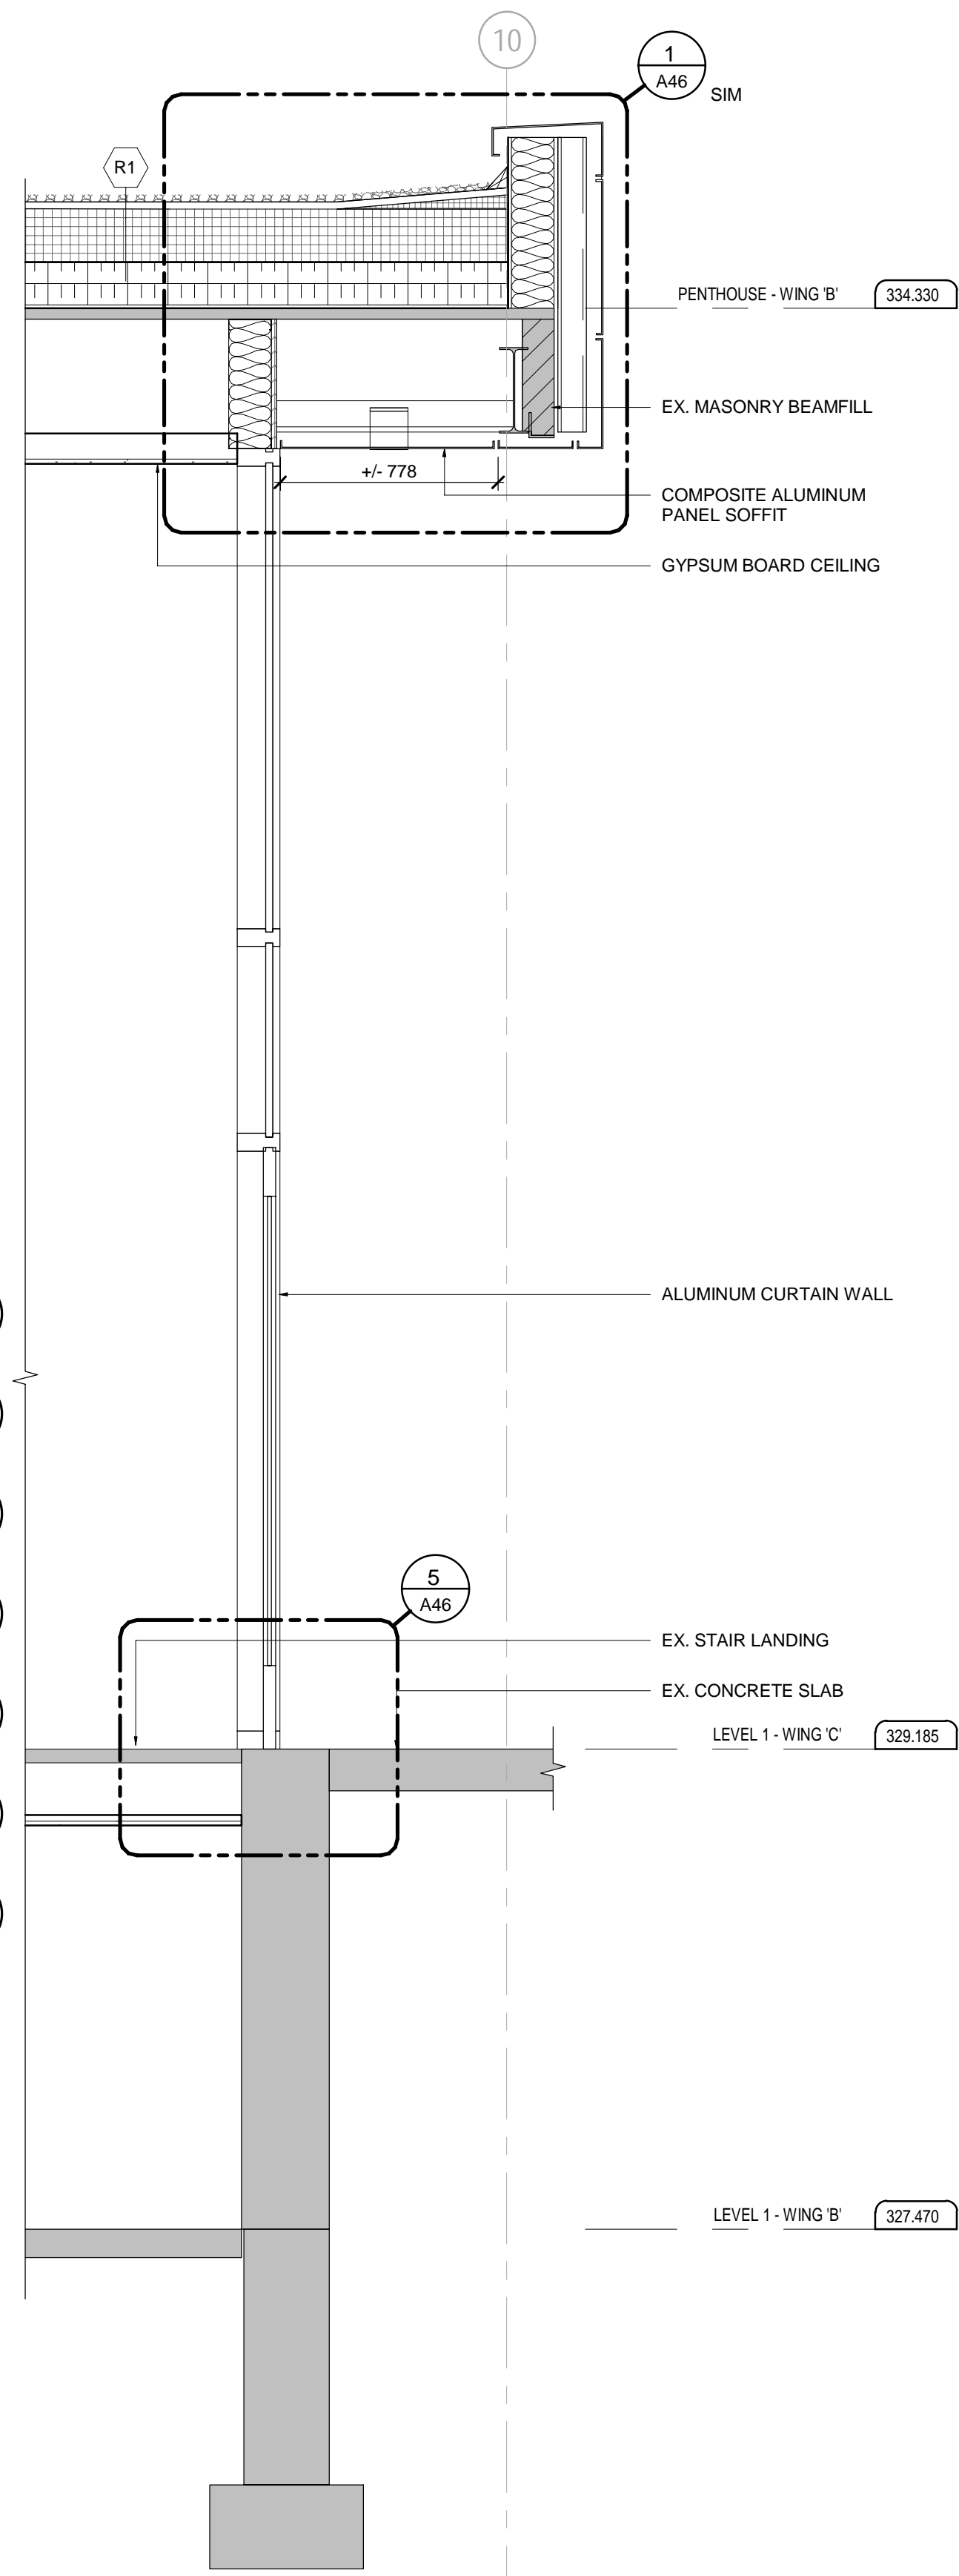 10
1
A46
SIM
R1
PENTHOUSE - WING 'B'
334.330
EX. MASONRY BEAMFILL
+/- 778
COMPOSITE ALUMINUM
PANEL SOFFIT
GYPSUM BOARD CEILING
ALUMINUM CURTAIN WALL
5
A46
EX. STAIR LANDING
EX. CONCRETE SLAB
LEVEL 1 - WING 'C'
329.185
LEVEL 1 - WING 'B'
327.470